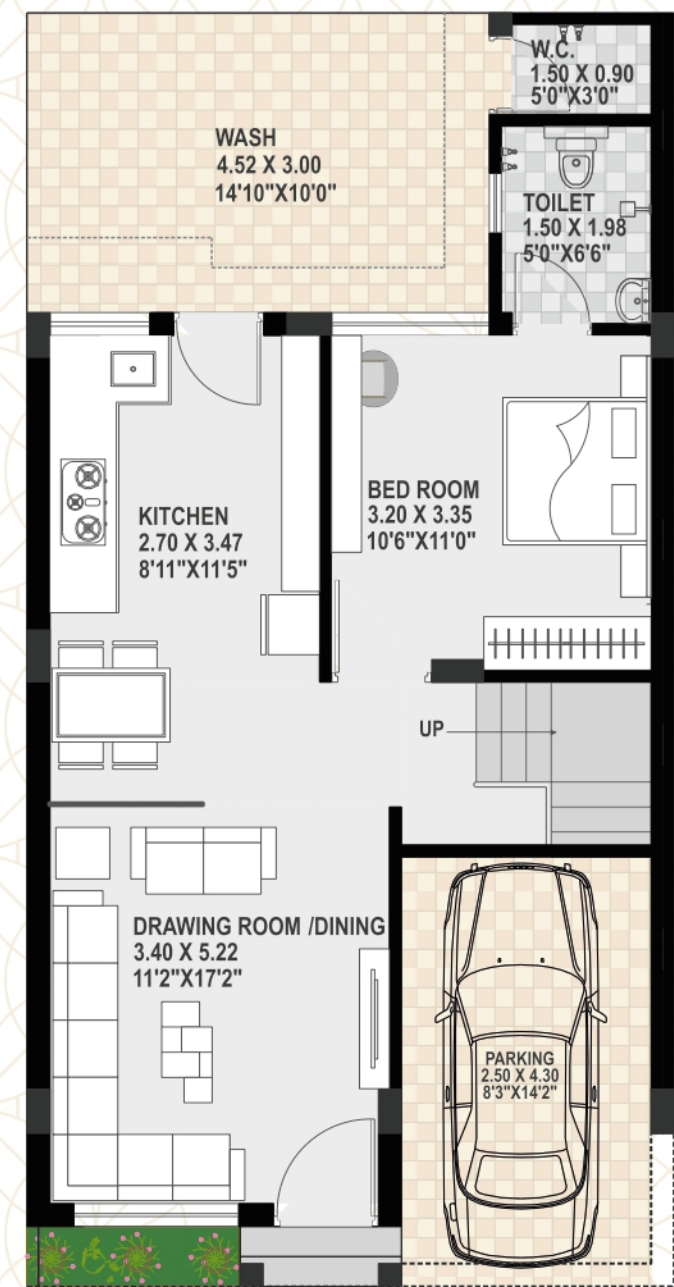 W.C.
1.50 X 0.90
5'0"X3'0"
WASH
4.52 X 3.00
14'10"X10'0"
TOILET
1.50 X 1.98
5'0"X6'6"
KITCHEN
2.70 X 3.47
8'11"X11'5"
BED ROOM
3.20 X 3.35
10'6"X11'0"
UP
DRAWING ROOM /DINING
3.40 X 5.22
11'2"X17'2"
PARKING
2.50 X 4.30
8'3"X14'2"